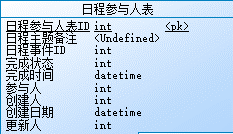 日程参与人表
日程参与人表ID int <pk>
日程主题备注 <Undefined>
日程事件ID int
完成状态 int
完成时间 datetime
参与人 int
创建人 int
创建日期 datetime
更新人 int